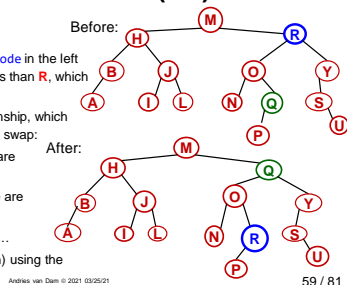 Before:
M
H
R
ode in the left
s than R, which
B
J
O
Y
A
I
L
N
Q
S
U
P
nship, which
swap:
are
After:
M
H
Q
are
B
J
O
Y
A
I
L
N
R
S
U
P
) using the
Andries van Dam © 2021 03/25/21
59 / 81